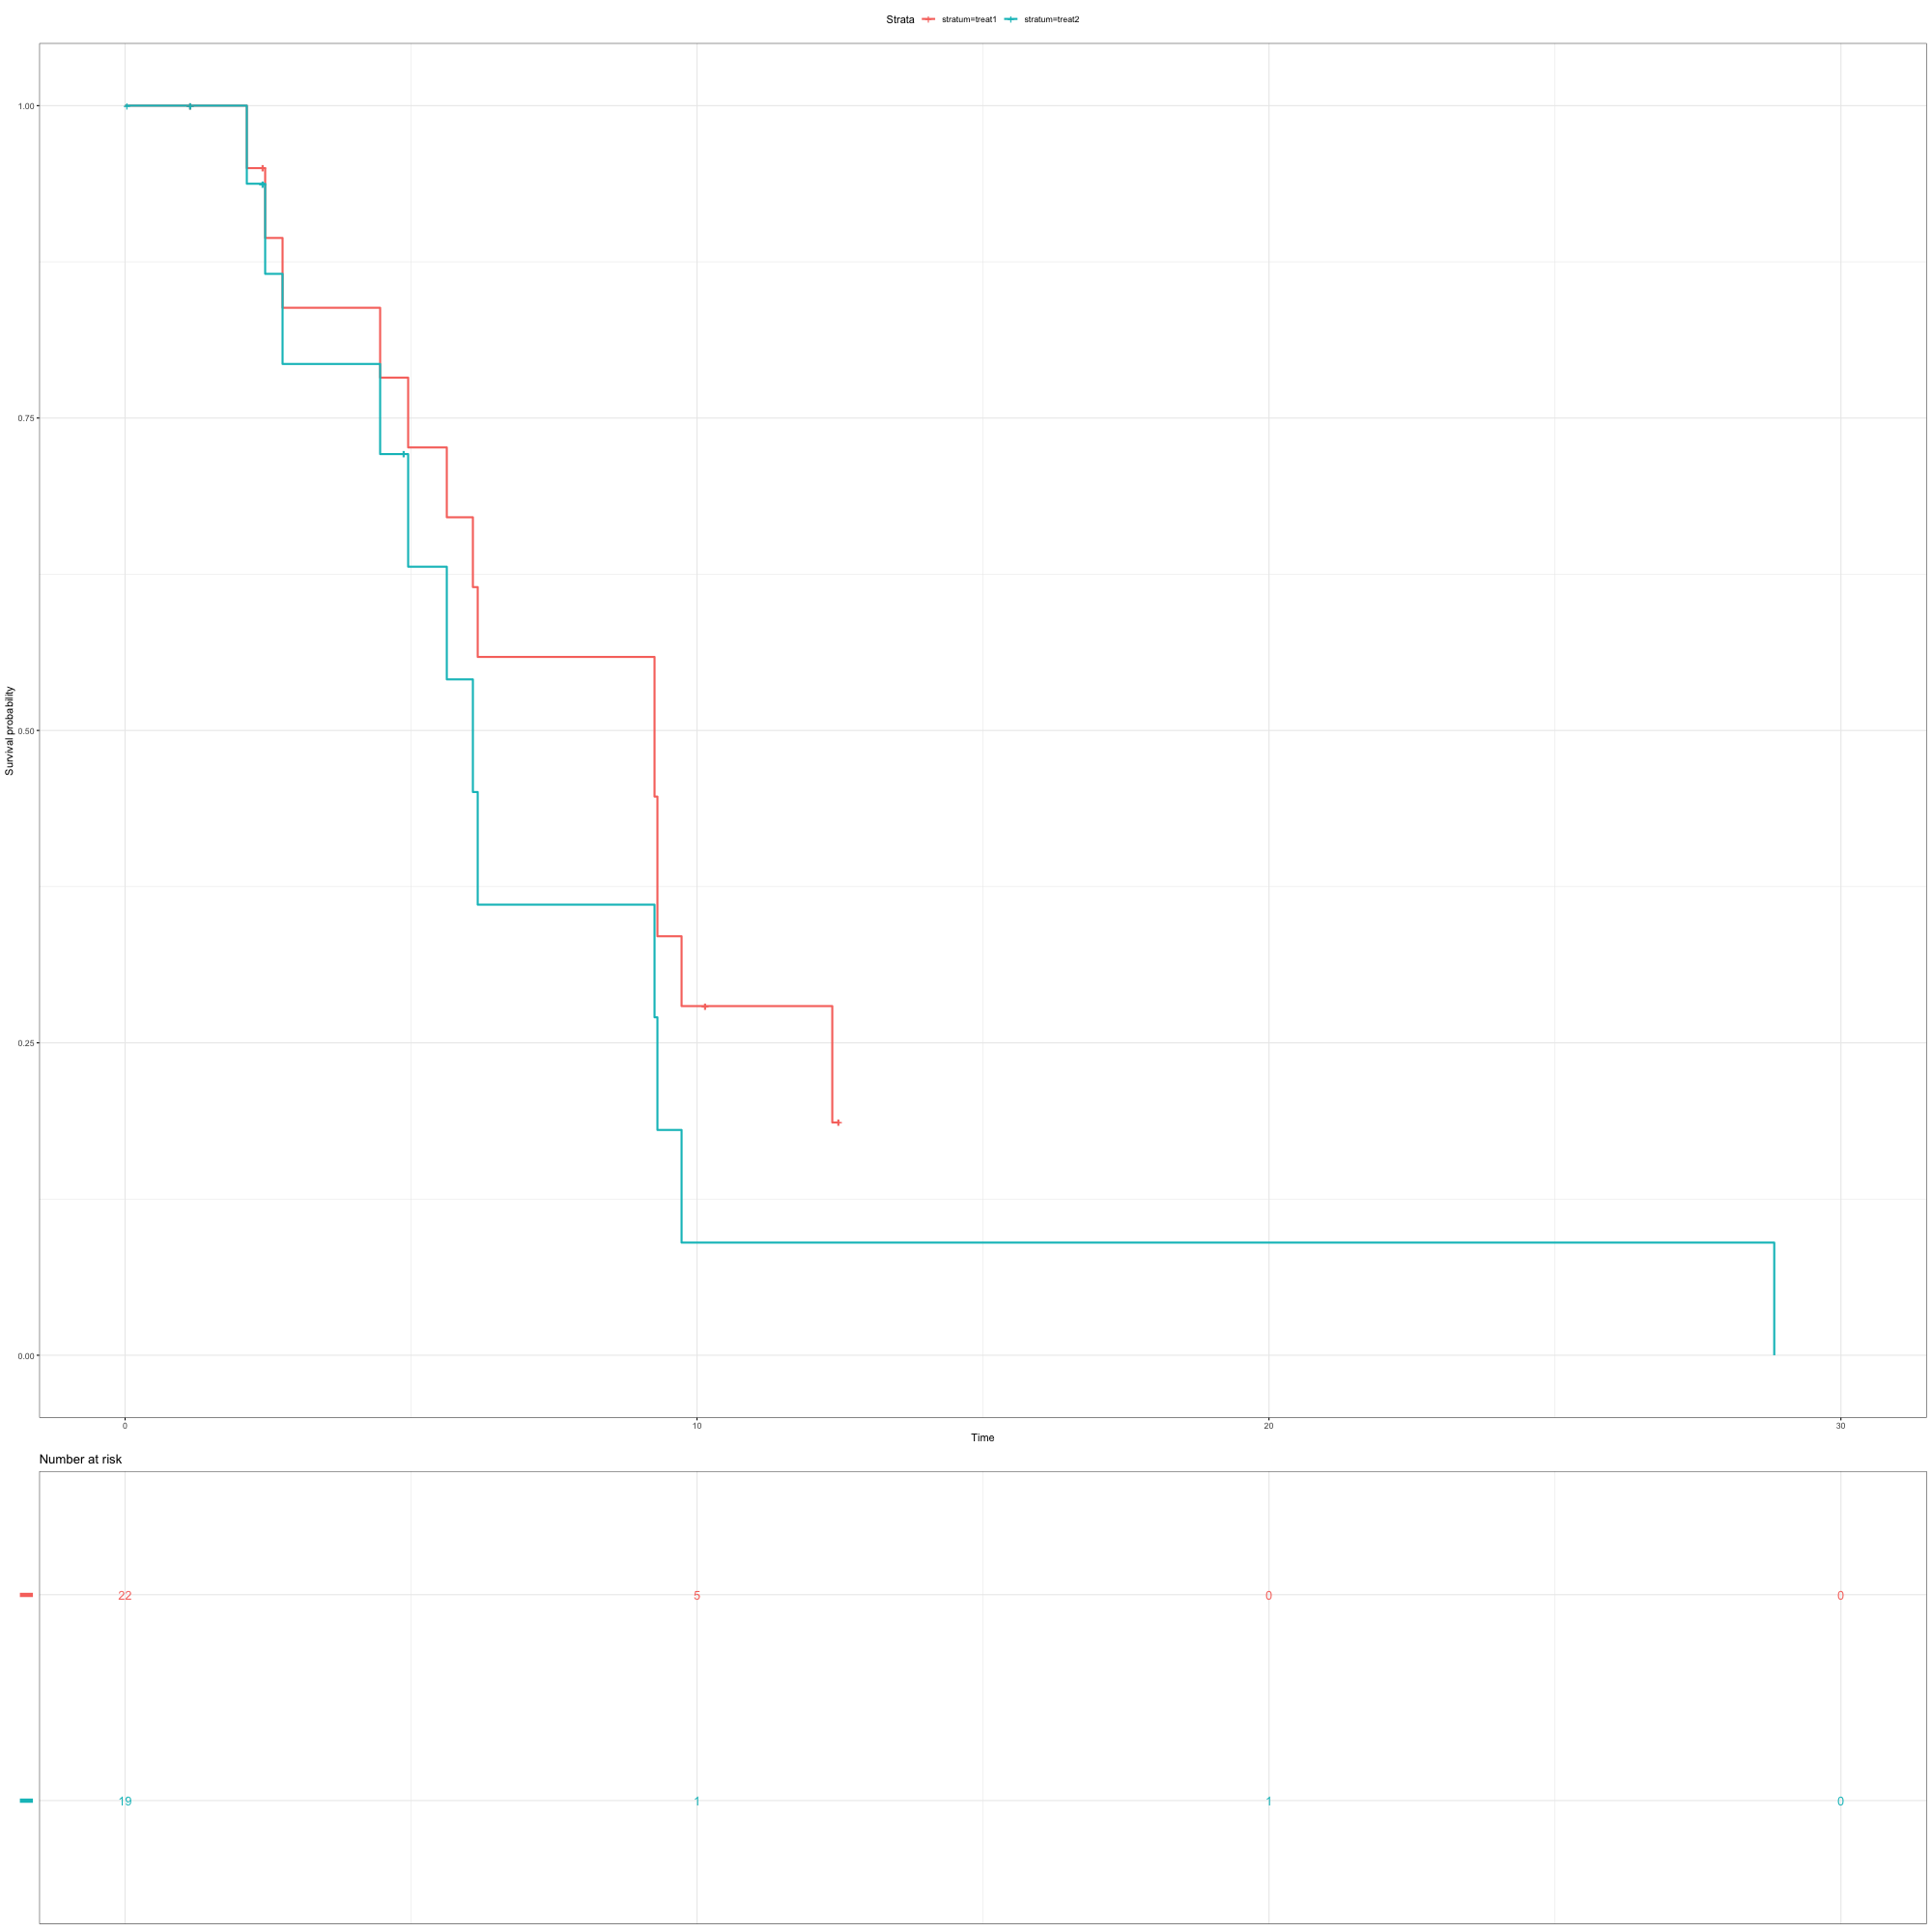 Strata stratum=treat1 stratum=treat2
1.00
0.75
0.50
0.25
0.00
Survival probability
0 10 20 30
Time
Number at risk
22 5 0 0
19 1 1 0